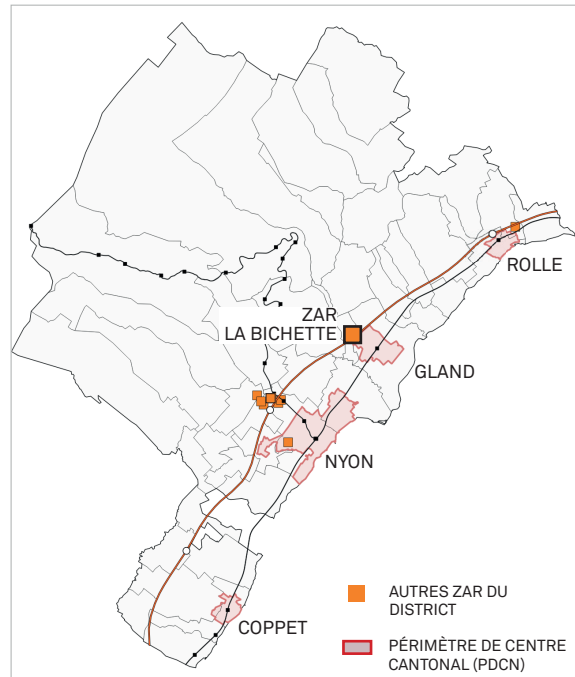 ROLLE
ZAR
LA BICHETTE
GLAND
NYON
COPPET
AUTRES ZAR DU
DISTRICT
PÉRIMÈTRE DE CENTRE
CANTONAL (PDCN)